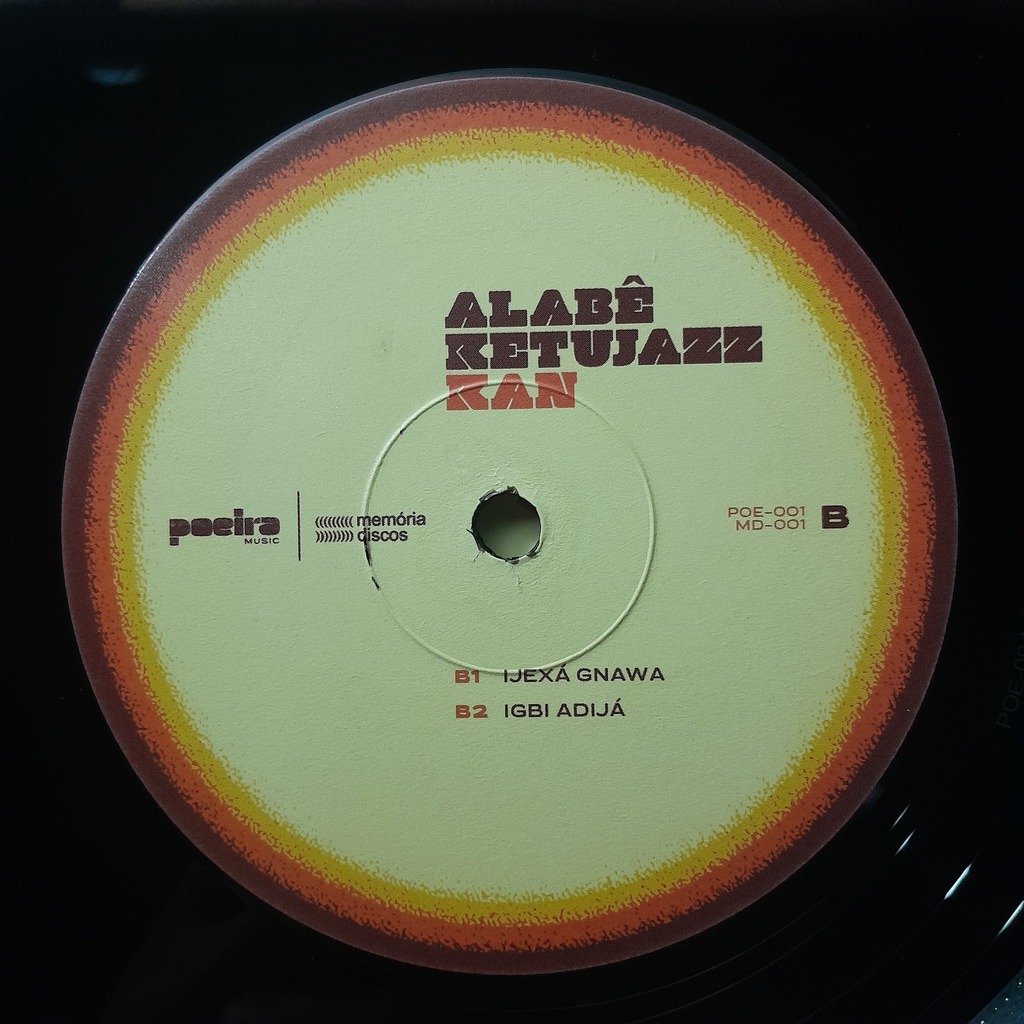 ALABÊ
KETUJAZZ
KAN
poeira
MUSIC
memória
discos
POE-001
MD-001
B
B1 IJEXÁ GNAWA
B2 IGBI ADIJÁ